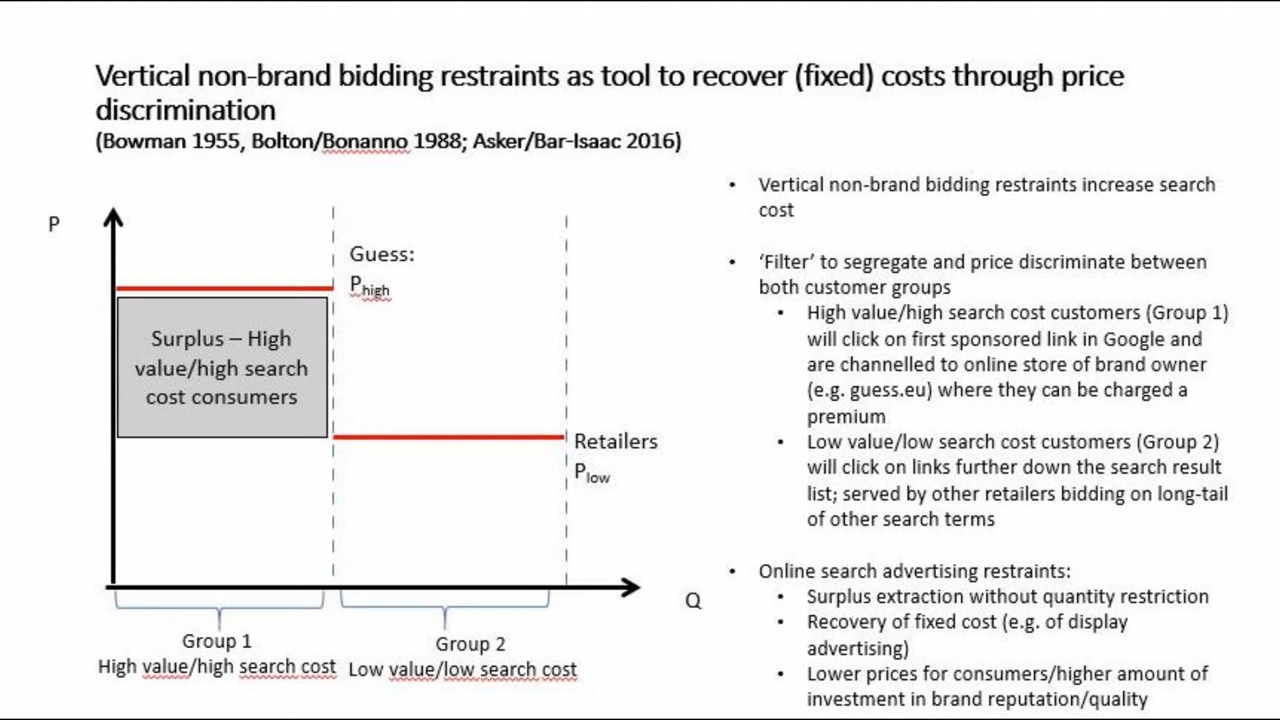 Vertical non-brand bidding restraints as tool to recover (fixed) costs through price
discrimination
(Bowman 1955, Bolton/Bonanno 1988; Asker/Bar-Isaac 2016)
P
Guess:
Phigh
Surplus – High
value/high search
cost consumers
Retailers
Plow
Q
Group 1
High value/high search cost
Group 2
Low value/low search cost
• Vertical non-brand bidding restraints increase search
cost
• ‘Filter’ to segregate and price discriminate between
both customer groups
• High value/high search cost customers (Group 1)
will click on first sponsored link in Google and
are channelled to online store of brand owner
(e.g. guess.eu) where they can be charged a
premium
• Low value/low search cost customers (Group 2)
will click on links further down the search result
list; served by other retailers bidding on long-tail
of other search terms
• Online search advertising restraints:
• Surplus extraction without quantity restriction
• Recovery of fixed cost (e.g. of display
advertising)
• Lower prices for consumers/higher amount of
investment in brand reputation/quality